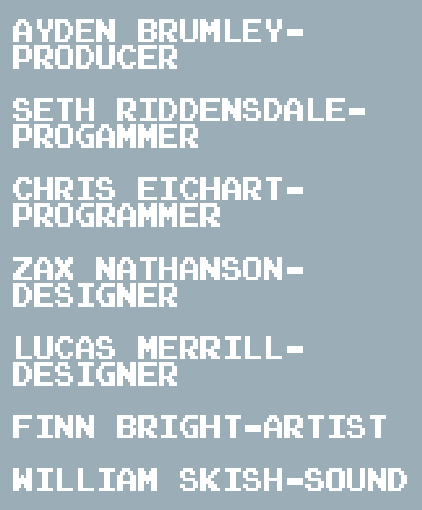 AYDEN BRUMLEY-
PRODUCER
SETH RIDDENSDALE-
PROGAMMER
CHRIS EICHART-
PROGRAMMER
ZAX NATHANSON-
DESIGNER
LUCAS MERRILL-
DESIGNER
FINN BRIGHT-ARTIST
WILLIAM SKISH-SOUND